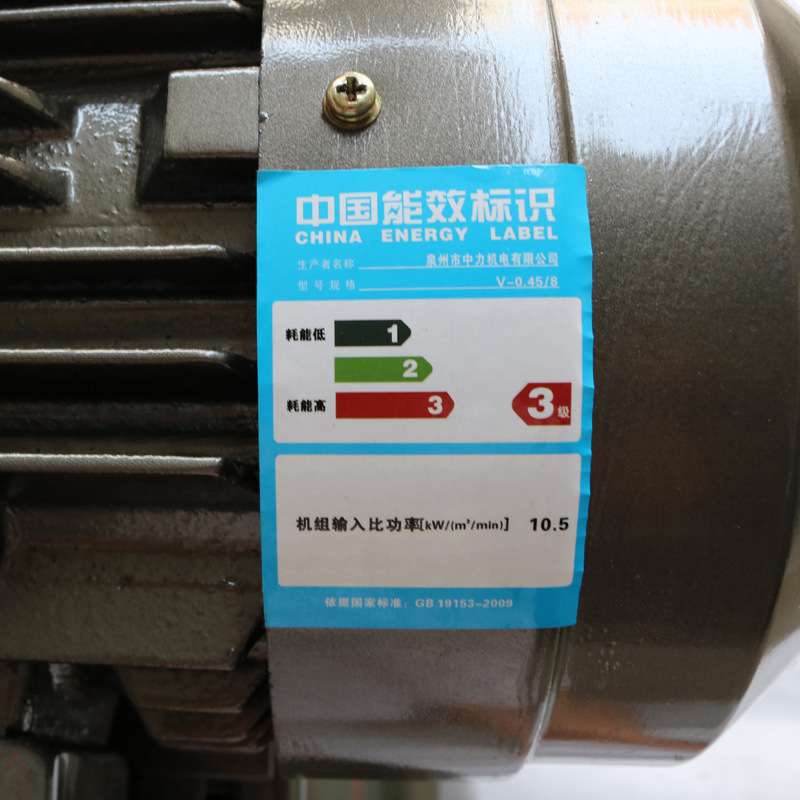 中国能效标识
CHINA ENERGY LABEL
生产者名称 泉州市中力机电有限公司
型号规格 V-0.45/8
耗能低 1
2
耗能高 3 3级
机组输入比功率[kW/(m³/min)] 10.5
依据国家标准：GB 19153-2009